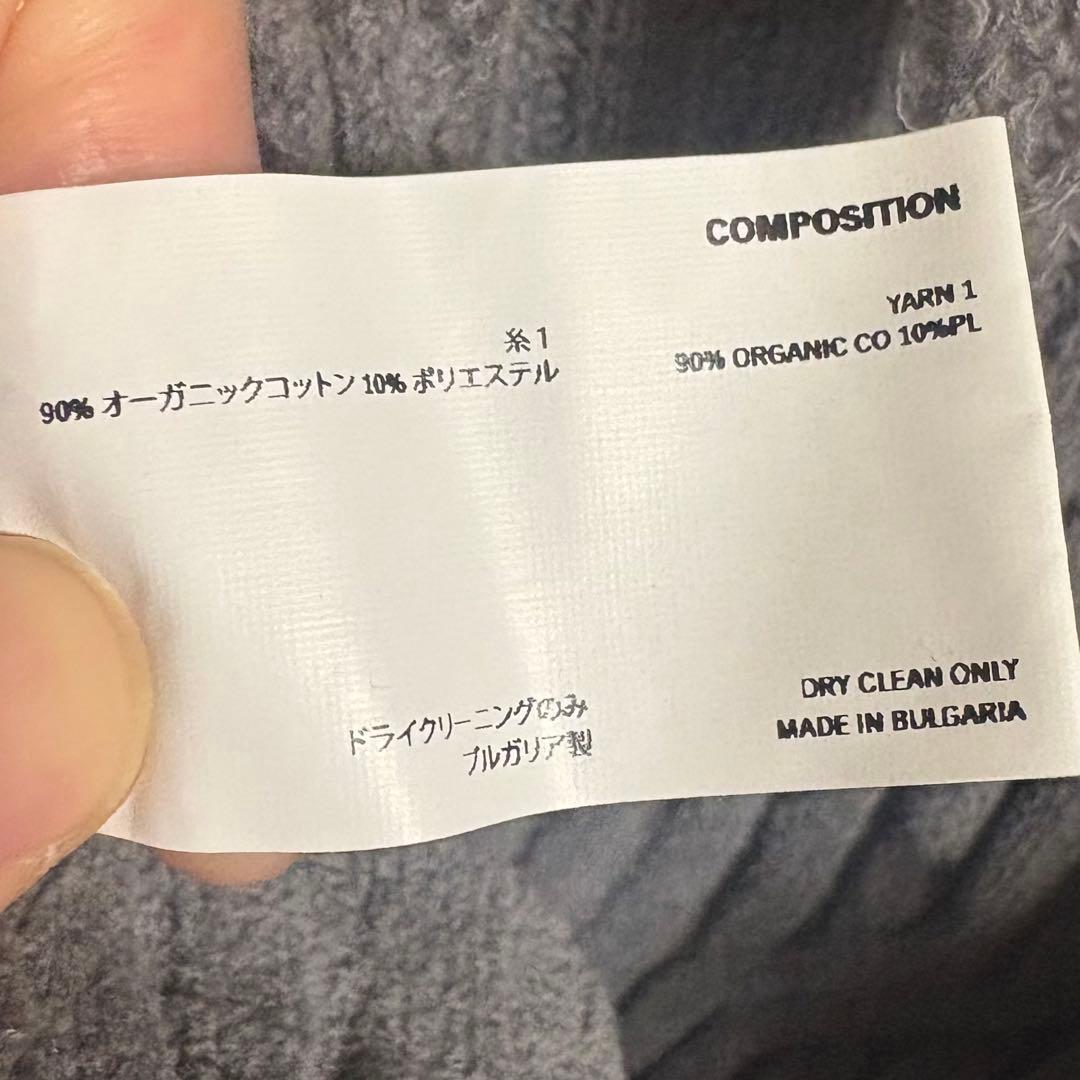 COMPOSITION
YARN 1
90% ORGANIC CO 10%PL
糸1
90% オーガニックコットン 10% ポリエステル
DRY CLEAN ONLY
MADE IN BULGARIA
ドライクリーニングのみ
ブルガリア製